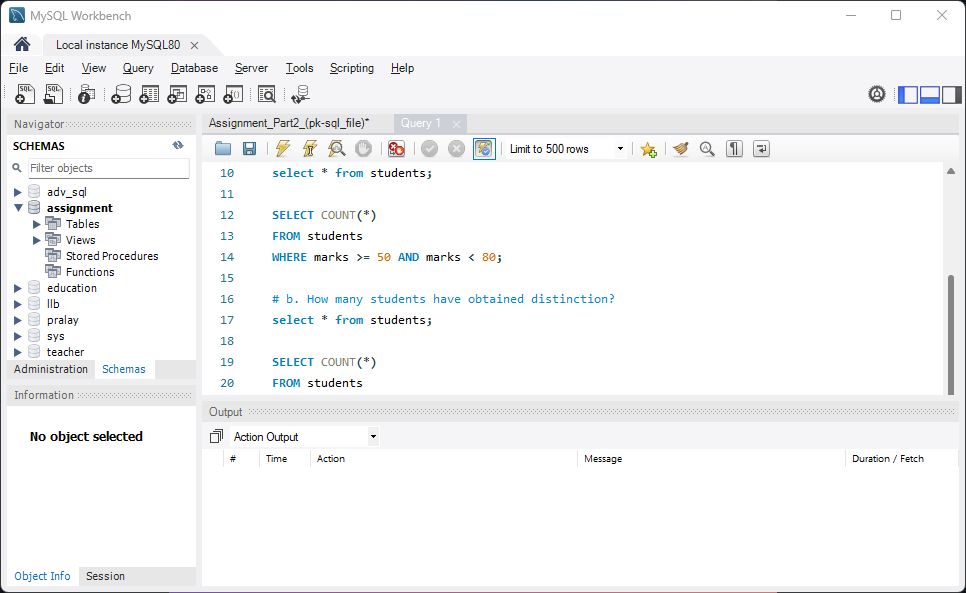 MySQL Workbench
Local instance MySQL80
File Edit View Query Database Server Tools Scripting Help
Navigator
SCHEMAS
Filter objects
adv_sql
assignment
Tables
Views
Stored Procedures
Functions
education
llb
pralay
sys
teacher
Administration Schemas
Information
No object selected
Object Info Session
Assignment_Part2_(pk-sql_file)* Query 1
Limit to 500 rows
10 select * from students;
11
12 SELECT COUNT(*)
13 FROM students
14 WHERE marks >= 50 AND marks < 80;
15
16 # b. How many students have obtained distinction?
17 select * from students;
18
19 SELECT COUNT(*)
20 FROM students
Output
Action Output
# Time Action Message Duration / Fetch